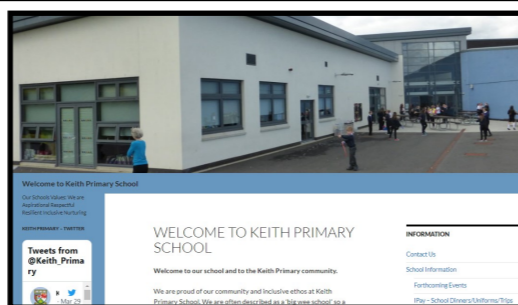 Welcome to Keith Primary School
Our Schools Values: We are
Aspirational Respectful
Resilient Inclusive Nurturing
KEITH PRIMARY – TWITTER
Tweets from
@Keith_Prima
ry
- Mar 29
WELCOME TO KEITH PRIMARY
SCHOOL
Welcome to our school and to the Keith Primary community.
We are proud of our community and inclusive ethos at Keith
Primary School. We are often described as a 'big wee school' so a
INFORMATION
Contact Us
School Information
Forthcoming Events
IPay – School Dinners/Uniforms/Trips